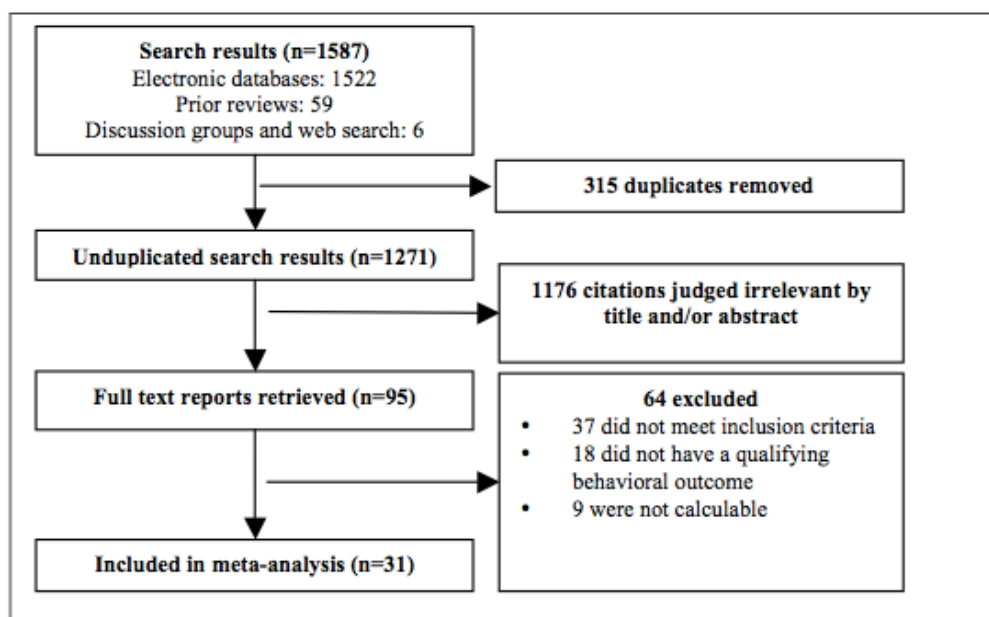 Search results (n=1587)
Electronic databases: 1522
Prior reviews: 59
Discussion groups and web search: 6
315 duplicates removed
Unduplicated search results (n=1271)
1176 citations judged irrelevant by
title and/or abstract
Full text reports retrieved (n=95)
64 excluded
• 37 did not meet inclusion criteria
• 18 did not have a qualifying
behavioral outcome
• 9 were not calculable
Included in meta-analysis (n=31)